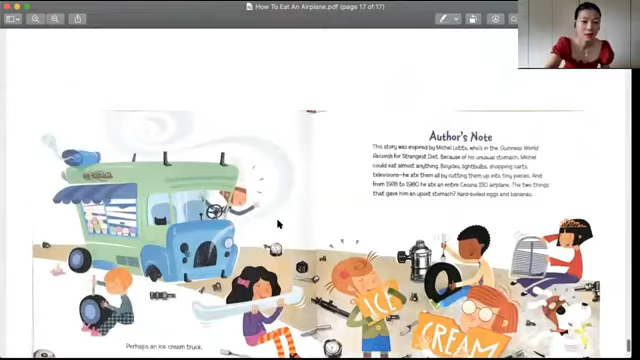 How To Eat An Airplane.pdf (page 17 of 17)
Author's Note
This story was inspired by Michel Lotito, who's in the Guinness World
Records for Strangest Diet. Because of his unusual stomach, Michel
could eat almost anything. Bicycles, lightbulbs, shopping carts,
televisions—he ate them all by cutting them up into tiny pieces. And
from 1978 to 1980 he ate an entire Cessna 150 airplane. The two things
that gave him an upset stomach? Hard-boiled eggs and bananas.
ICE
CREAM
Perhaps an ice cream truck.